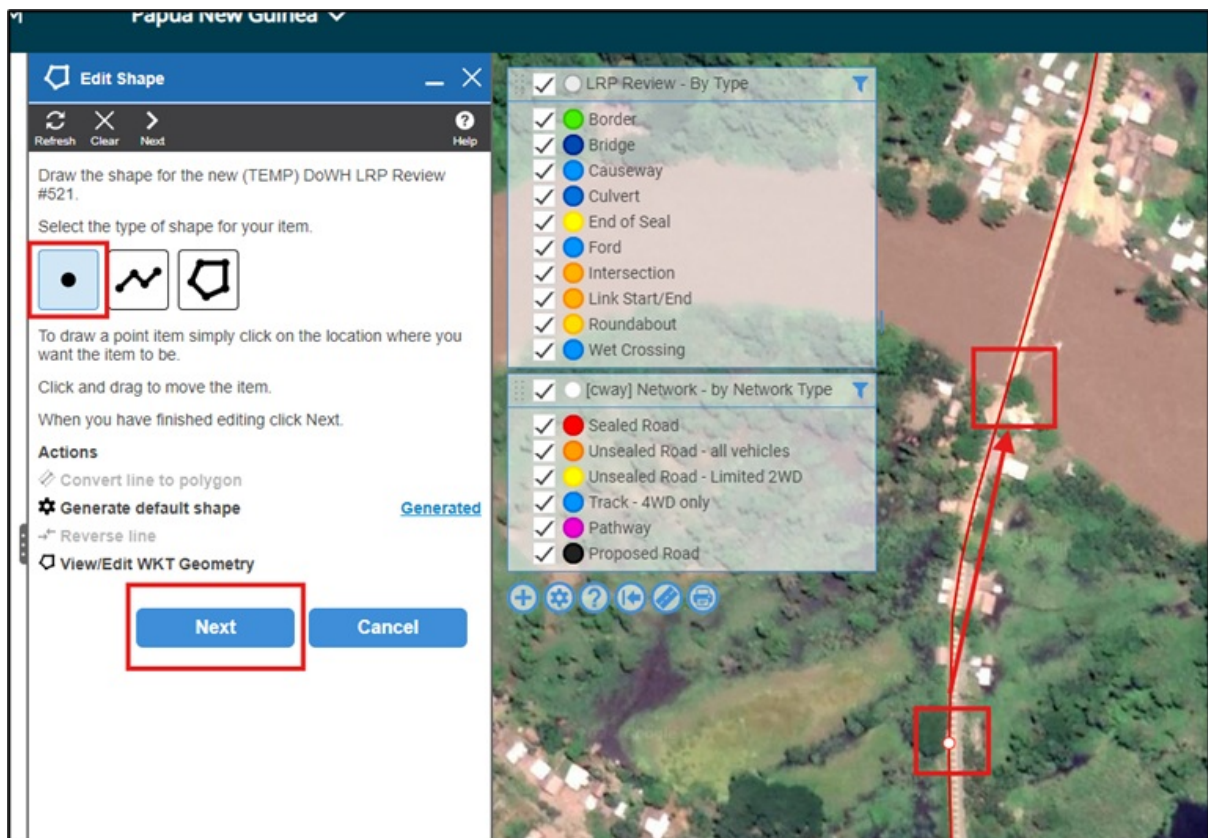 Papua New Guinea
Edit Shape
Refresh Clear Next Help
Draw the shape for the new (TEMP) DoWH LRP Review
#521.
Select the type of shape for your item.
To draw a point item simply click on the location where you
want the item to be.
Click and drag to move the item.
When you have finished editing click Next.
Actions
Convert line to polygon
Generate default shape Generated
Reverse line
View/Edit WKT Geometry
Next Cancel
LRP Review - By Type
Border
Bridge
Causeway
Culvert
End of Seal
Ford
Intersection
Link Start/End
Roundabout
Wet Crossing
[cway] Network - by Network Type
Sealed Road
Unsealed Road - all vehicles
Unsealed Road - Limited 2WD
Track - 4WD only
Pathway
Proposed Road